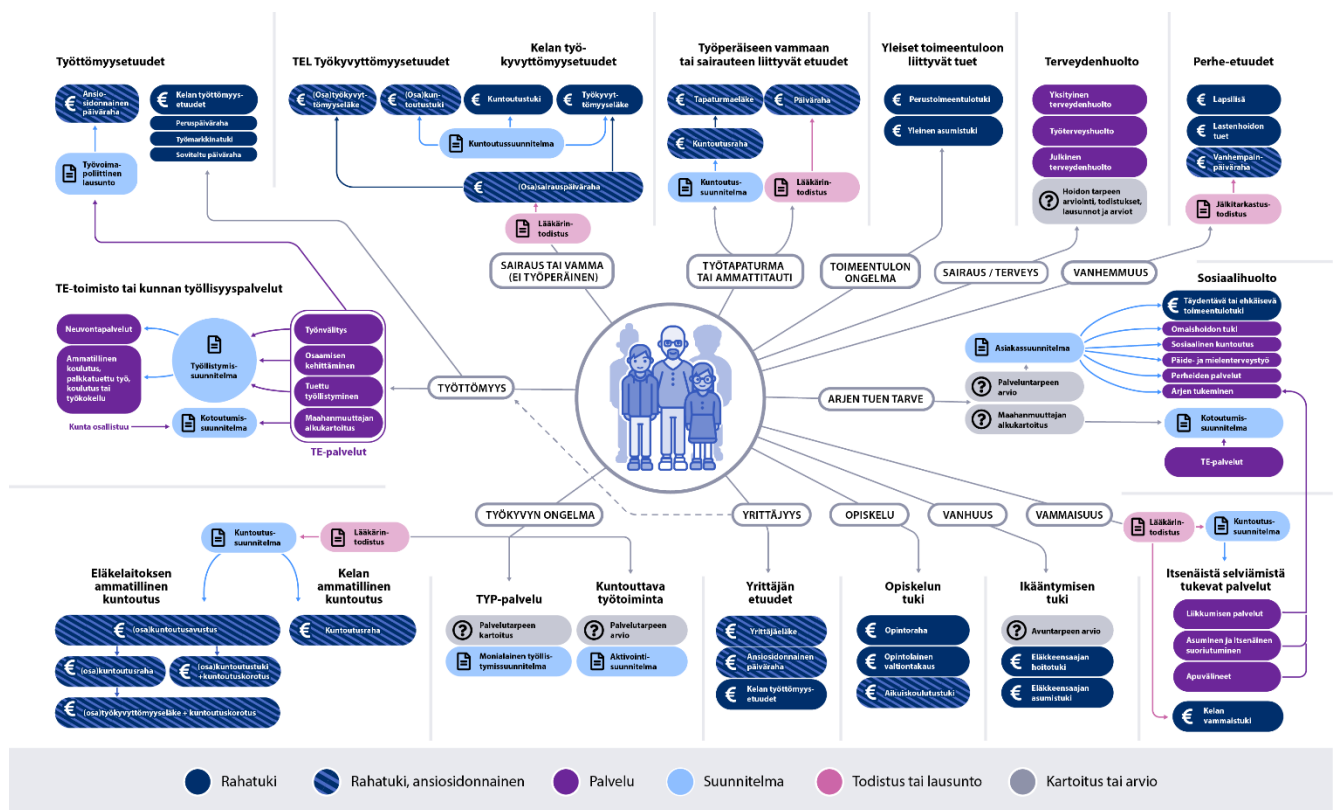 Työttömyysetuudet
Ansio-
sidonnainen
päiväraha
Kelan työttömyys-
etuudet
Peruspäiväraha
Työmarkkinatuki
Soviteltu päiväraha
Työvoima-
poliittinen
lausunto
TEL Työkyvyttömyysetuudet
(Osa)työkyvyt-
tömyyseläke
(Osa)kun-
toutustuki
Kelan työ-
kyvyttömyysetuudet
Kuntoutustuki
Työkyvyt-
tömyyseläke
Kuntoutussuunnitelma
(Osa)sairauspäiväraha
Lääkärin-
todistus
SAIRAUS TAI VAMMA
(EI TYÖPERÄINEN)
Työperäiseen vammaan
tai sairauteen liittyvät etuudet
Tapaturmaeläke
Päiväraha
Kuntoutusraha
Kuntoutus-
suunnitelma
Lääkärin-
todistus
TYÖTAPATURMA
TAI AMMATTITAUTI
Yleiset toimeentuloon
liittyvät tuet
Perustoimeentulotuki
Yleinen asumistuki
TOIMEENTULON
ONGELMA
Terveydenhuolto
Yksityinen
terveydenhuolto
Työterveyshuolto
Julkinen
terveydenhuolto
Hoidon tarpeen
arviointi, todistukset,
lausunnot ja arviot
SAIRAUS / TERVEYS
Perhe-etuudet
Lapsilisä
Lastenhoidon
tuet
Vanhempain-
päiväraha
Jälkitarkastus-
todistus
VANHEMMUUS
TE-toimisto tai kunnan työllisyyspalvelut
Neuvontapalvelut
Ammatillinen
koulutus,
palkkatuettu työ,
koulutus tai
työkokeilu
Työllistymis-
suunnitelma
Kunta osallistuu
Kotoutumis-
suunnitelma
Työnvälitys
Osaamisen
kehittäminen
Tuettu
työllistyminen
Maahanmuuttajan
alkukartoitus
TE-palvelut
TYÖTTÖMYYS
Sosiaalihuolto
Täydentävä tai ehkäisevä
toimeentulotuki
Omaishoidon tuki
Sosiaalinen kuntoutus
Päide- ja mielenterveystyö
Perheiden palvelut
Arjen tukeminen
Asiakassuunnitelma
Palveluntarpeen
arvio
Maahanmuuttajan
alkukartoitus
ARJEN TUEN TARVE
Kotoutumis-
suunnitelma
TE-palvelut
TYÖKYVYN ONGELMA
YRITTÄJYYS
OPISKELU
VANHUUS
VAMMAISUUS
Kuntoutus-
suunnitelma
Lääkärin-
todistus
Eläkelaitoksen
ammatillinen
kuntoutus
(osa)kuntoutusavustus
(osa)kuntoutusraha
(osa)kuntoutustuki
+kuntoutuskorotus
(osa)työkyvyttömyyseläke + kuntoutuskorotus
Kelan
ammatillinen
kuntoutus
Kuntoutusraha
TYP-palvelu
Palvelutarpeen
kartoitus
Monialainen työllis-
tymissuunnitelma
Kuntouttava
työtoiminta
Palvelutarpeen
arvio
Aktivointi-
suunnitelma
Yrittäjän
etuudet
Yrittäjäeläke
Ansiosidonnainen
päiväraha
Kelan työttömyys-
etuudet
Opiskelun
tuki
Opintoraha
Opintolainan
valtiontakaus
Aikuiskoulutustuki
Ikääntymisen
tuki
Avuntarpeen arvio
Eläkkeensaajan
hoitotuki
Eläkkeensaajan
asumistuki
Lääkärin-
todistus
Kuntoutus-
suunnitelma
Itsenäistä selviämistä
tukevat palvelut
Liikkumisen palvelut
Asuminen ja itsenäinen
suoriutuminen
Apuvälineet
Kelan
vammaistuki
Rahatuki
Rahatuki, ansiosidonnainen
Palvelu
Suunnitelma
Todistus tai lausunto
Kartoitus tai arvio